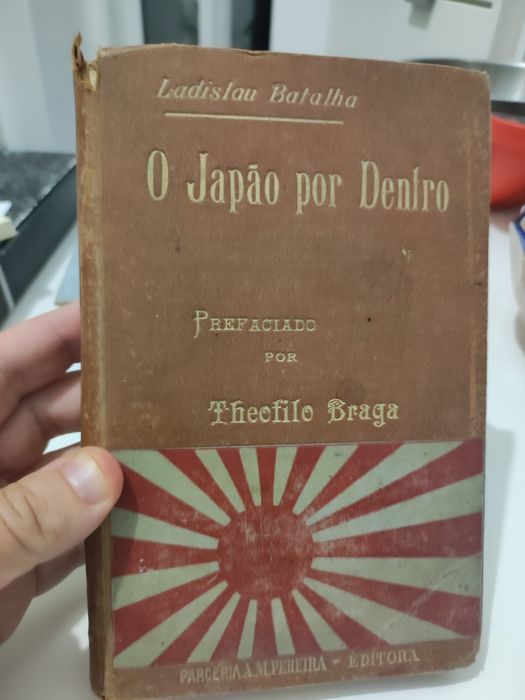 Ladislau Batalha
O Japão por Dentro
PREFACIADO
POR
Theofilo Braga
PARCERIA A.M. PEREIRA. - EDITORA